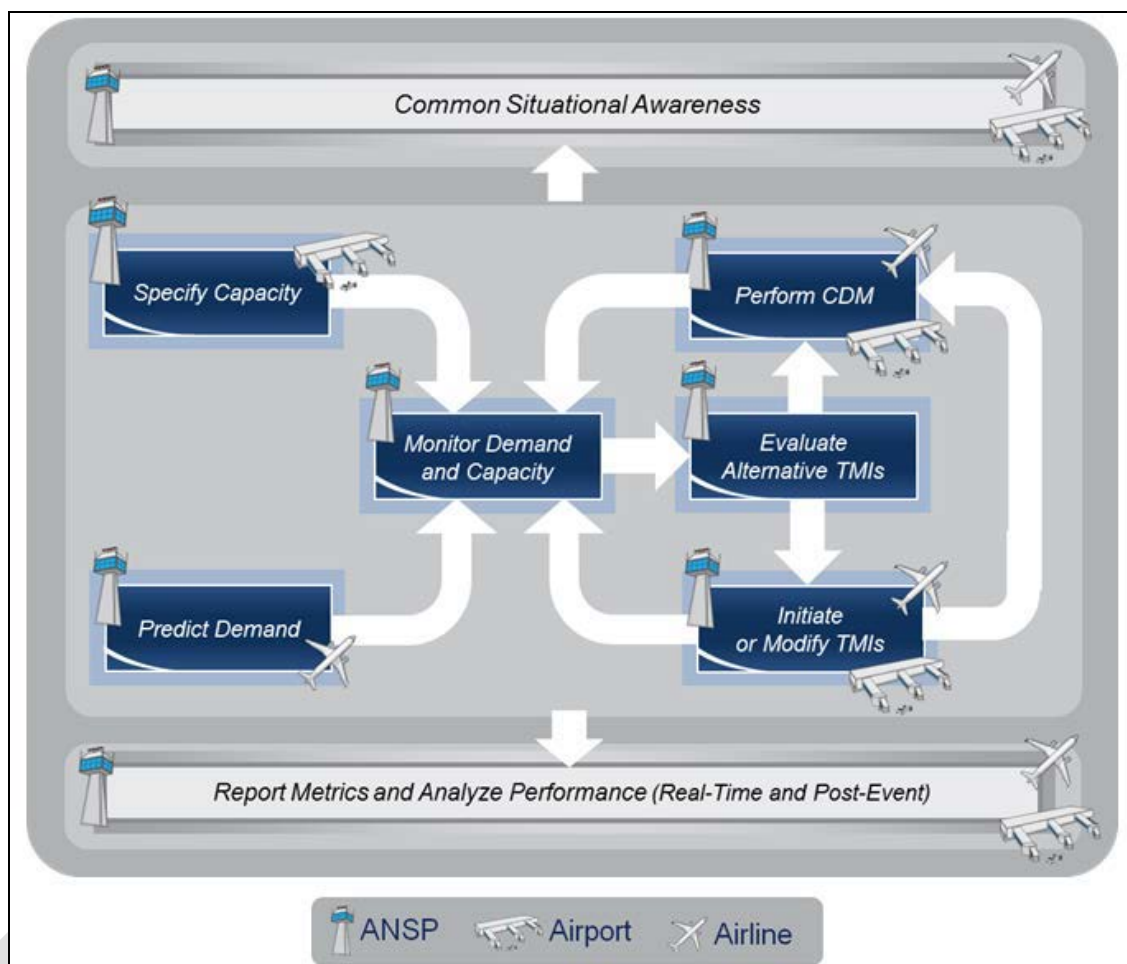 Common Situational Awareness
Specify Capacity
Perform CDM
Monitor Demand
and Capacity
Evaluate
Alternative TMIs
Predict Demand
Initiate
or Modify TMIs
Report Metrics and Analyze Performance (Real-Time and Post-Event)
ANSP Airport Airline